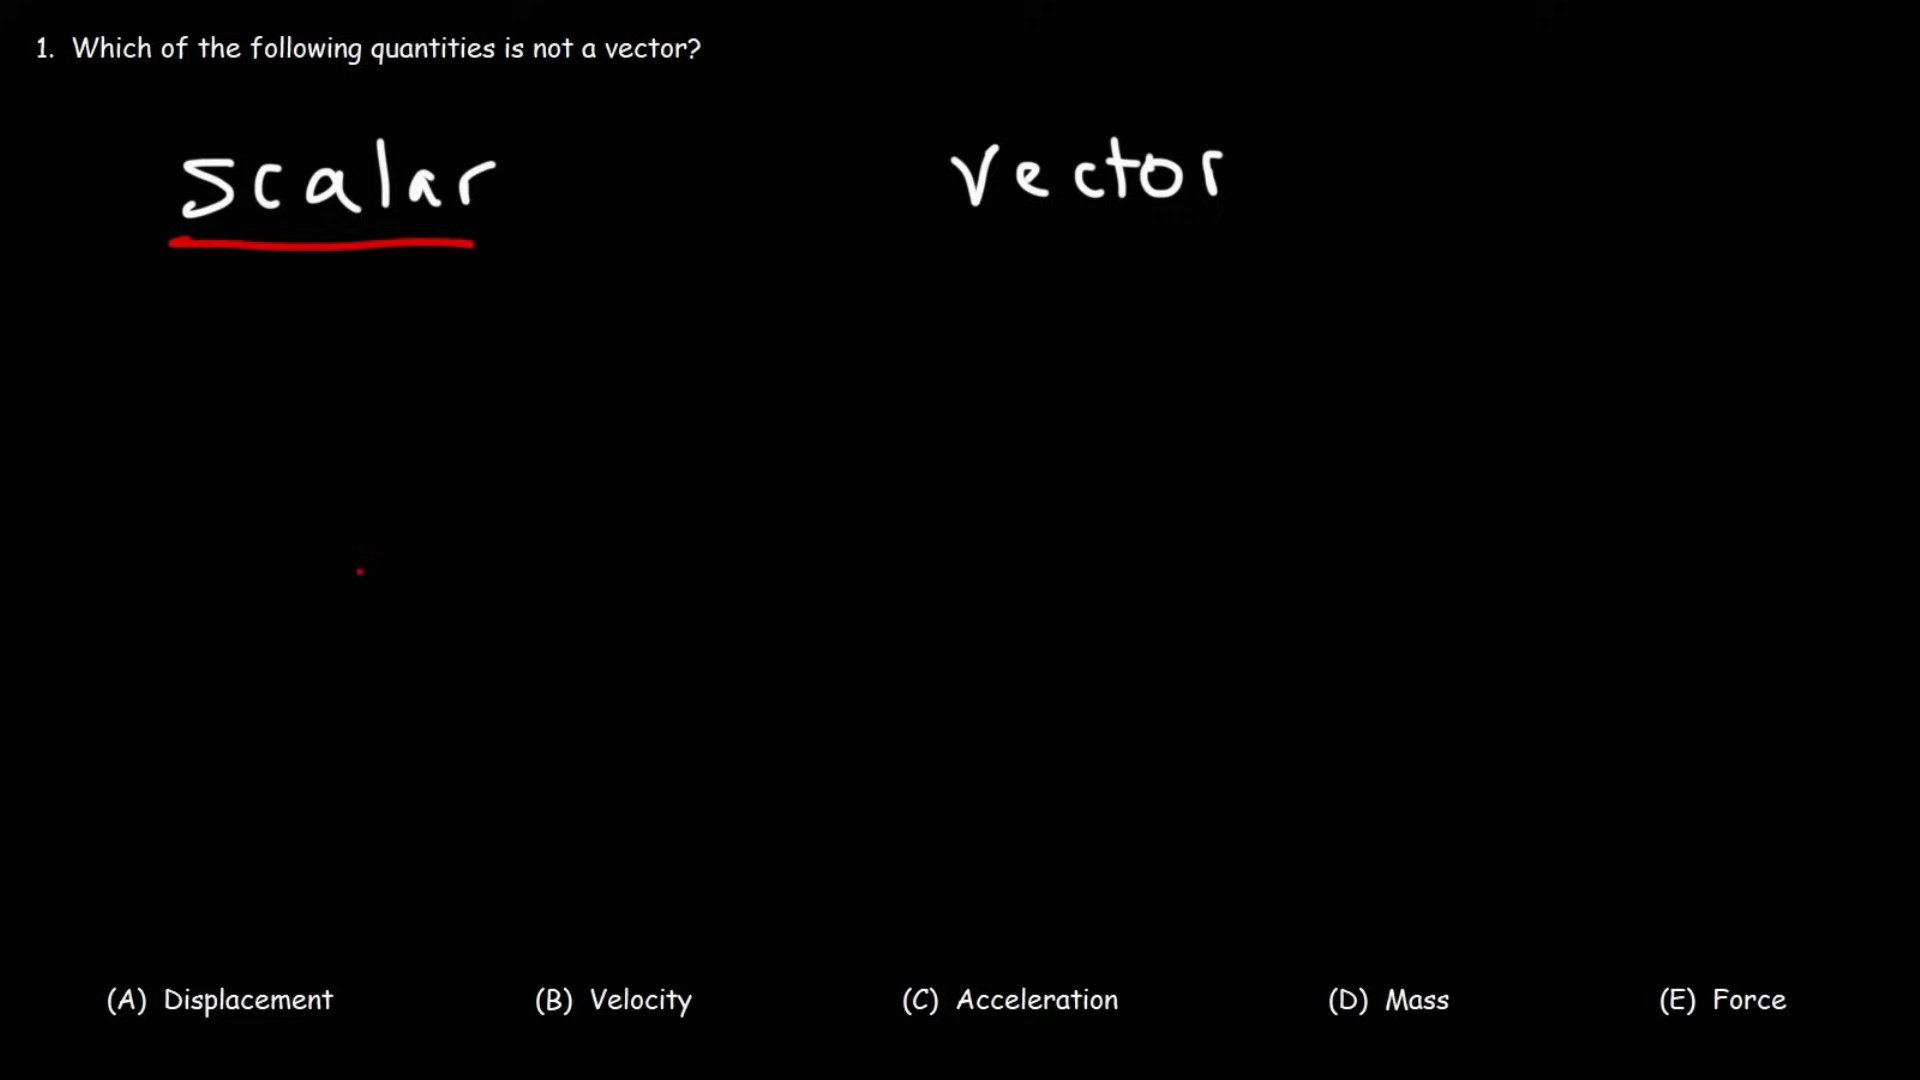 1. Which of the following quantities is not a vector?
scalar vector
(A) Displacement (B) Velocity (C) Acceleration (D) Mass (E) Force